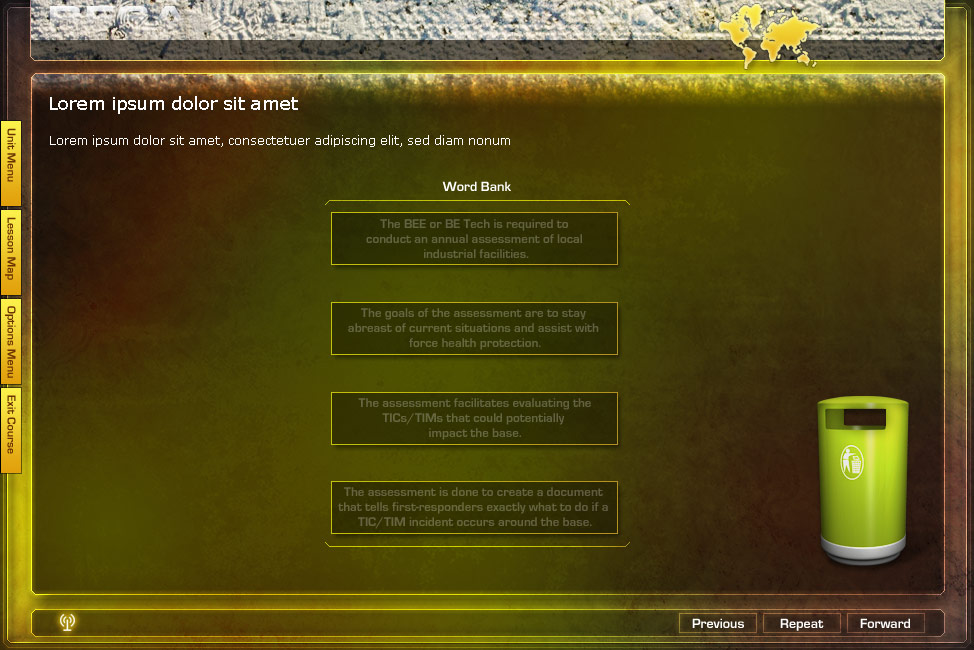 Lorem ipsum dolor sit amet
Lorem ipsum dolor sit amet, consectetuer adipiscing elit, sed diam nonum
Unit Menu
Lesson Map
Options Menu
Exit Course
Word Bank
The BEE or BE Tech is required to
conduct an annual assessment of local
industrial facilities.
The goals of the assessment are to stay
abreast of current situations and assist with
force health protection.
The assessment facilitates evaluating the
TICs/TIMs that could potentially
impact the base.
The assessment is done to create a document
that tells first-responders exactly what to do if a
TIC/TIM incident occurs around the base.
Previous
Repeat
Forward